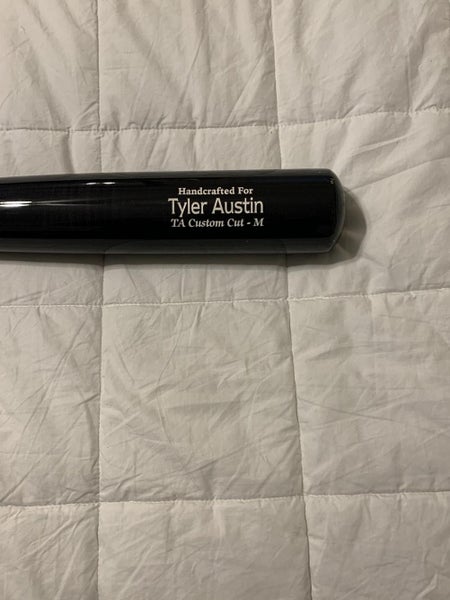 Handcrafted For
Tyler Austin
TA Custom Cut - M